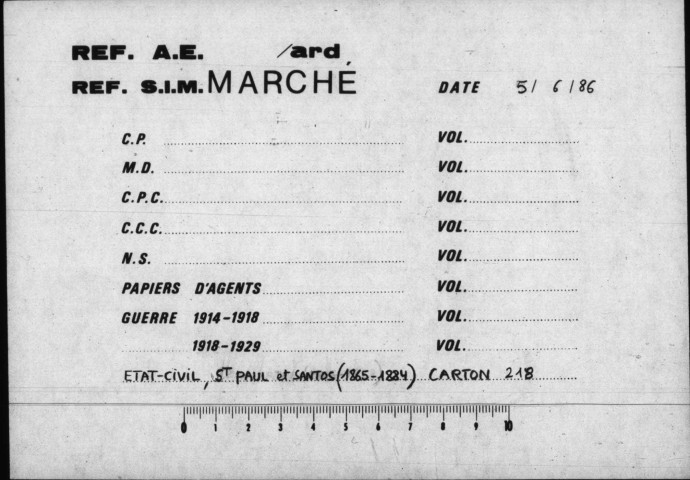 REF. A.E. /ard
REF. S.I.M. MARCHÉ DATE 5/ 6 /86
C.P. VOL.
M.D. VOL.
C.P.C. VOL.
C.C.C. VOL.
N.S. VOL.
PAPIERS D'AGENTS VOL.
GUERRE 1914-1918 VOL.
1918-1929 VOL.
ETAT-CIVIL, ST PAUL et SANTOS (1865-1884) CARTON 218
0 1 2 3 4 5 6 7 8 9 10